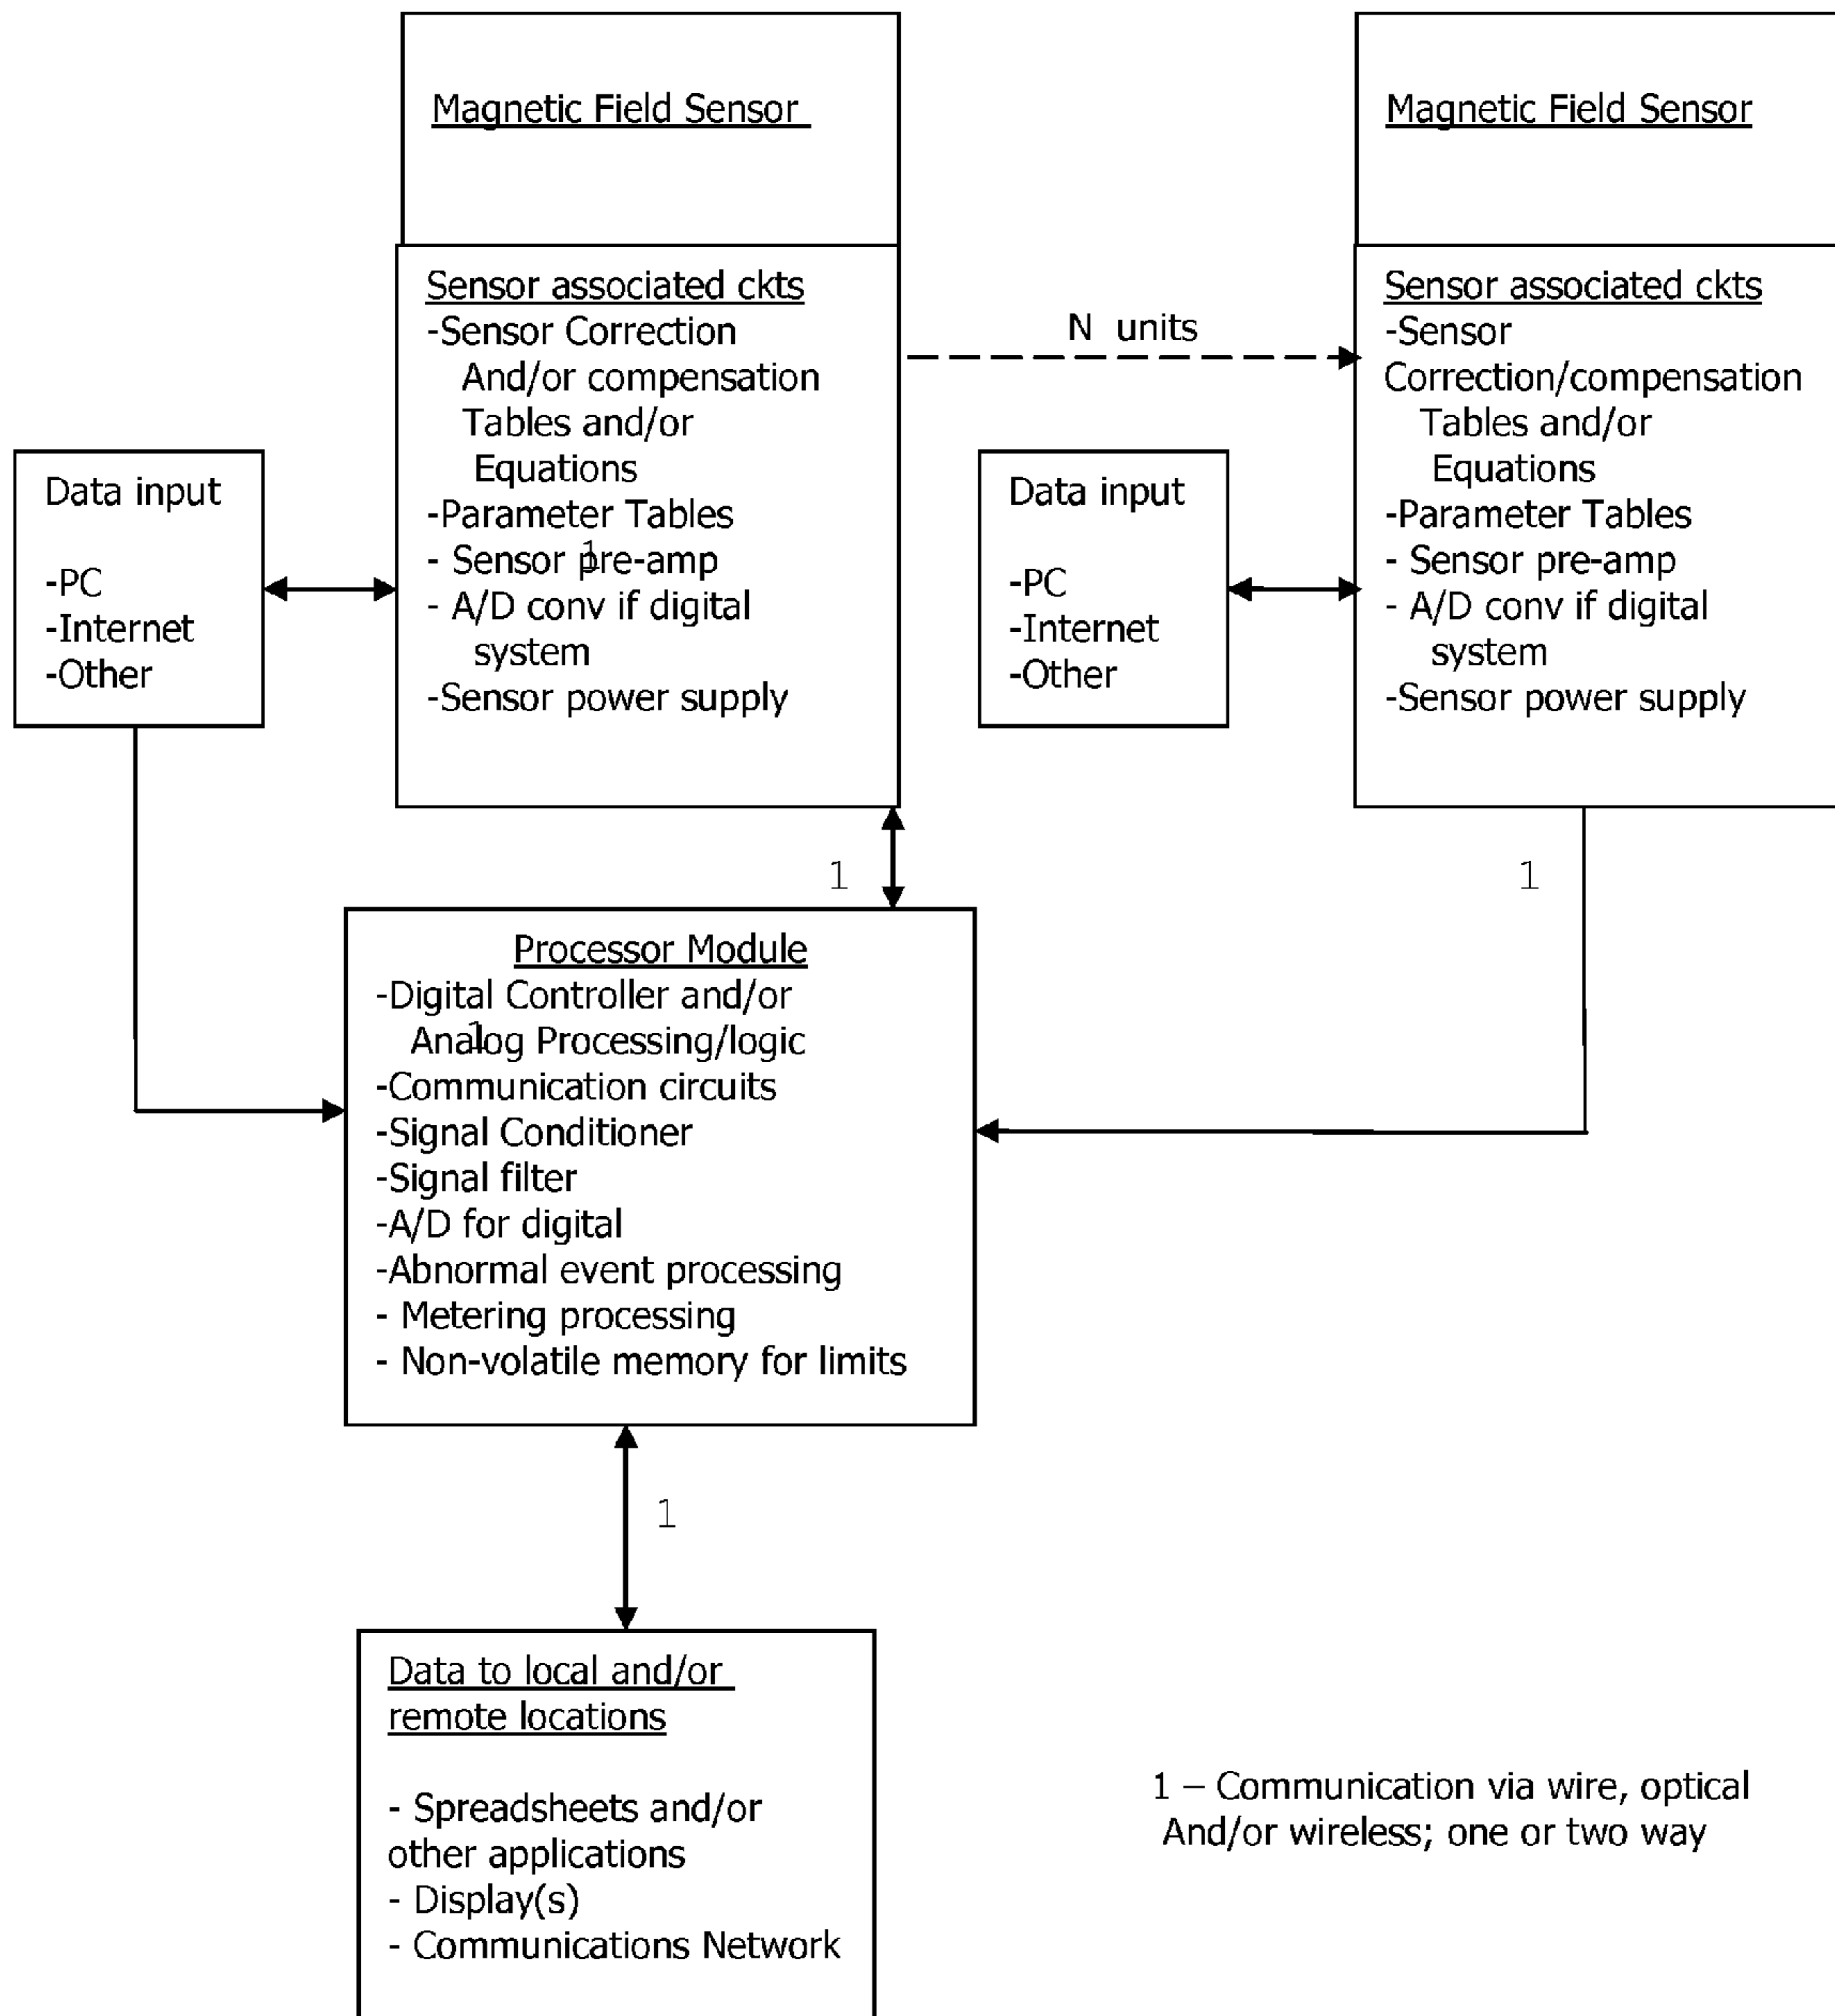 Magnetic Field Sensor
Magnetic Field Sensor
Sensor associated ckts
-Sensor Correction
And/or compensation
Tables and/or
Equations
-Parameter Tables
- Sensor pre-amp
1
- A/D conv if digital
system
-Sensor power supply
N units
Sensor associated ckts
-Sensor
Correction/compensation
Tables and/or
Equations
-Parameter Tables
- Sensor pre-amp
- A/D conv if digital
system
-Sensor power supply
Data input
-PC
-Internet
-Other
Data input
-PC
-Internet
-Other
1
1
Processor Module
-Digital Controller and/or
Analog Processing/logic
1
-Communication circuits
-Signal Conditioner
-Signal filter
-A/D for digital
-Abnormal event processing
- Metering processing
- Non-volatile memory for limits
1
Data to local and/or
remote locations
- Spreadsheets and/or
other applications
- Display(s)
- Communications Network
1 – Communication via wire, optical
And/or wireless; one or two way